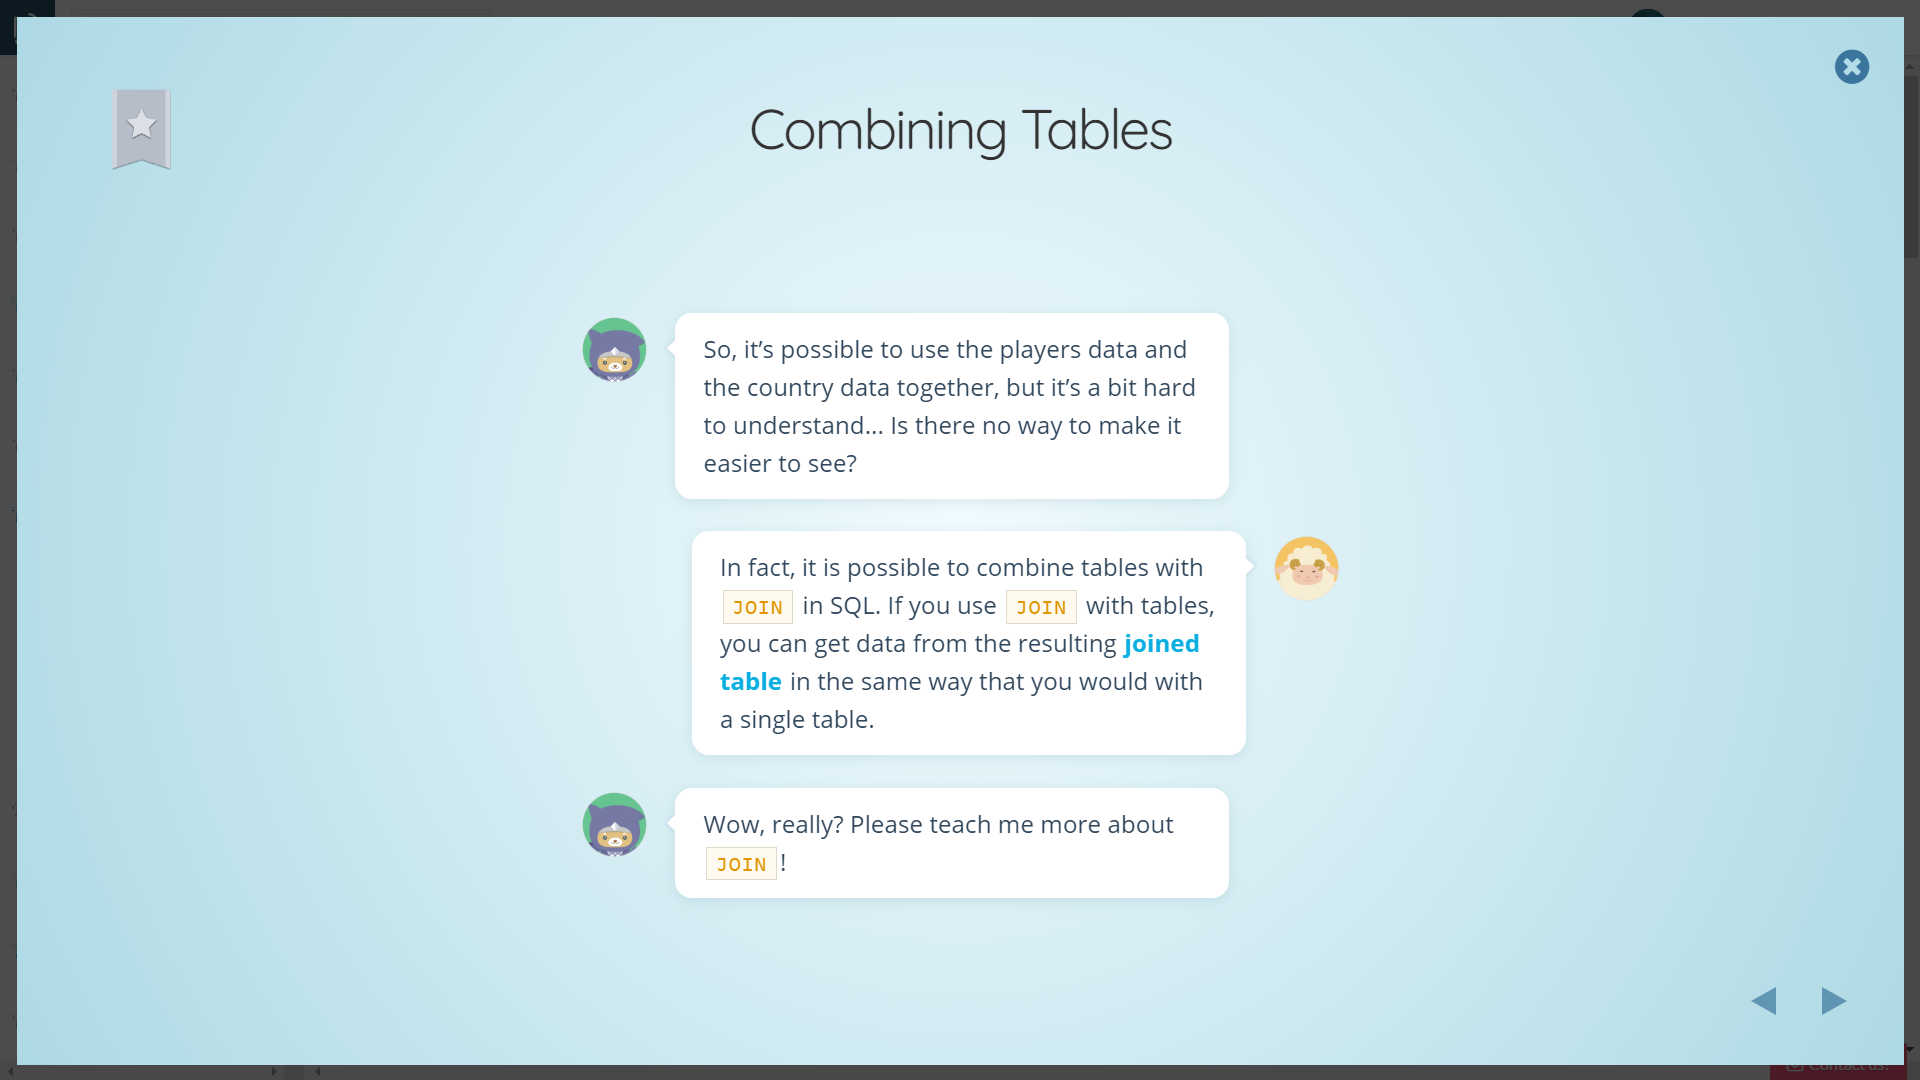 Combining Tables
So, it’s possible to use the players data and
the country data together, but it’s a bit hard
to understand... Is there no way to make it
easier to see?
In fact, it is possible to combine tables with
JOIN in SQL. If you use JOIN with tables,
you can get data from the resulting joined
table in the same way that you would with
a single table.
Wow, really? Please teach me more about
JOIN!
Contact us!